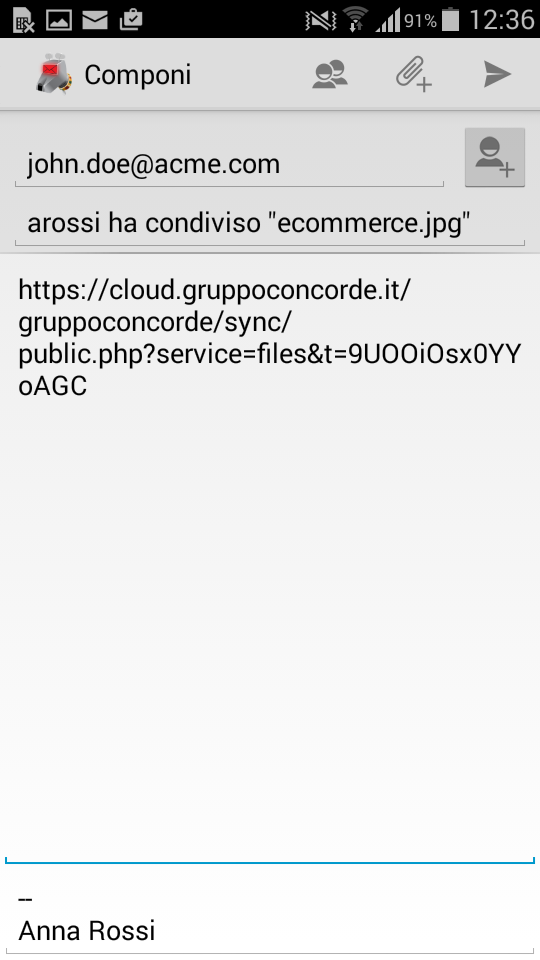 91% 12:36
Componi
john.doe@acme.com
arossi ha condiviso "ecommerce.jpg"
https://cloud.gruppoconcorde.it/
gruppoconcorde/sync/
public.php?service=files&t=9UOOiOsx0YY
oAGC
--
Anna Rossi